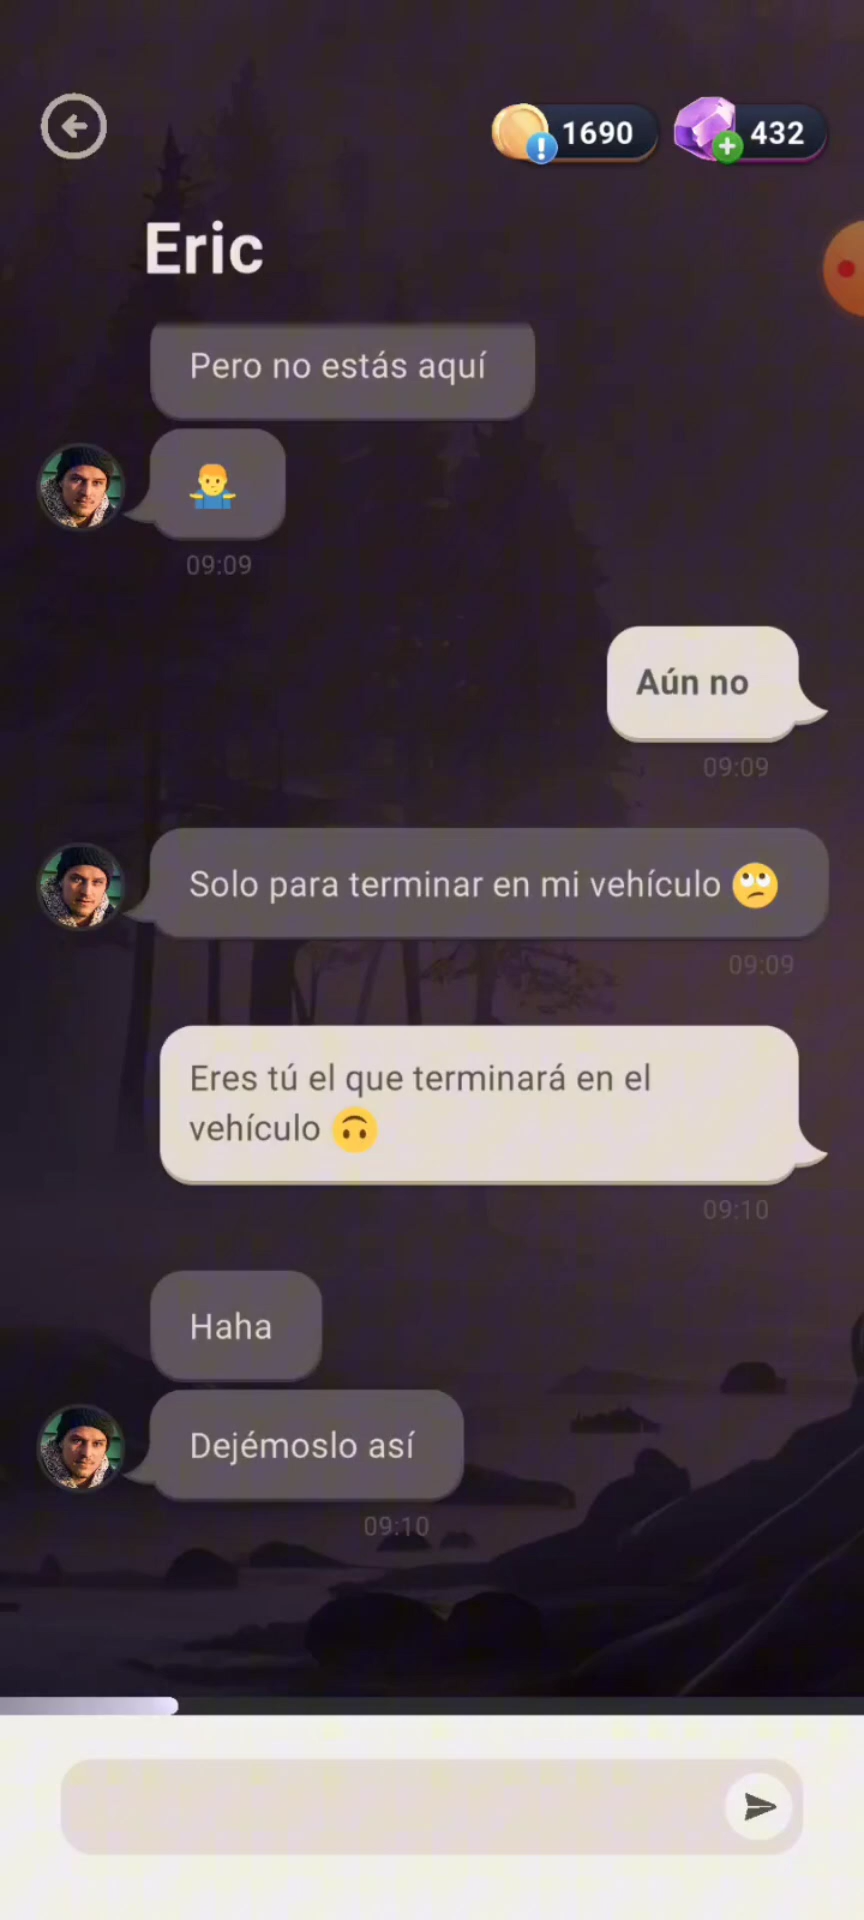 1690
432
Eric
Pero no estás aquí
🤷‍♂️
09:09
Aún no
09:09
Solo para terminar en mi vehículo 🙄
09:09
Eres tú el que terminará en el
vehículo 🙃
09:10
Haha
Dejémoslo así
09:10